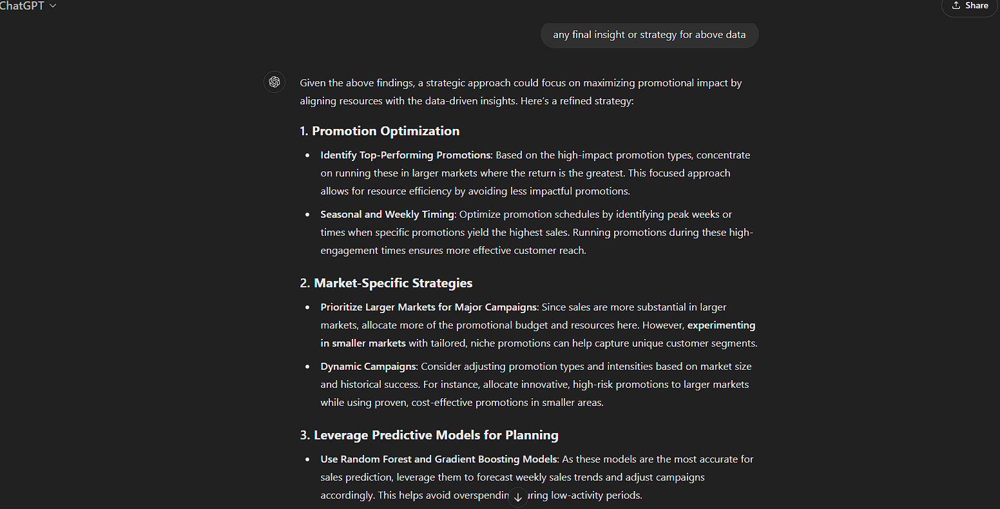 ChatGPT
Share
any final insight or strategy for above data
Given the above findings, a strategic approach could focus on maximizing promotional impact by
aligning resources with the data-driven insights. Here's a refined strategy:
1. Promotion Optimization
• Identify Top-Performing Promotions: Based on the high-impact promotion types, concentrate
on running these in larger markets where the return is the greatest. This focused approach
allows for resource efficiency by avoiding less impactful promotions.
• Seasonal and Weekly Timing: Optimize promotion schedules by identifying peak weeks or
times when specific promotions yield the highest sales. Running promotions during these high-
engagement times ensures more effective customer reach.
2. Market-Specific Strategies
• Prioritize Larger Markets for Major Campaigns: Since sales are more substantial in larger
markets, allocate more of the promotional budget and resources here. However, experimenting
in smaller markets with tailored, niche promotions can help capture unique customer segments.
• Dynamic Campaigns: Consider adjusting promotion types and intensities based on market size
and historical success. For instance, allocate innovative, high-risk promotions to larger markets
while using proven, cost-effective promotions in smaller areas.
3. Leverage Predictive Models for Planning
• Use Random Forest and Gradient Boosting Models: As these models are the most accurate for
sales prediction, leverage them to forecast weekly sales trends and adjust campaigns
accordingly. This helps avoid overspending during low-activity periods.